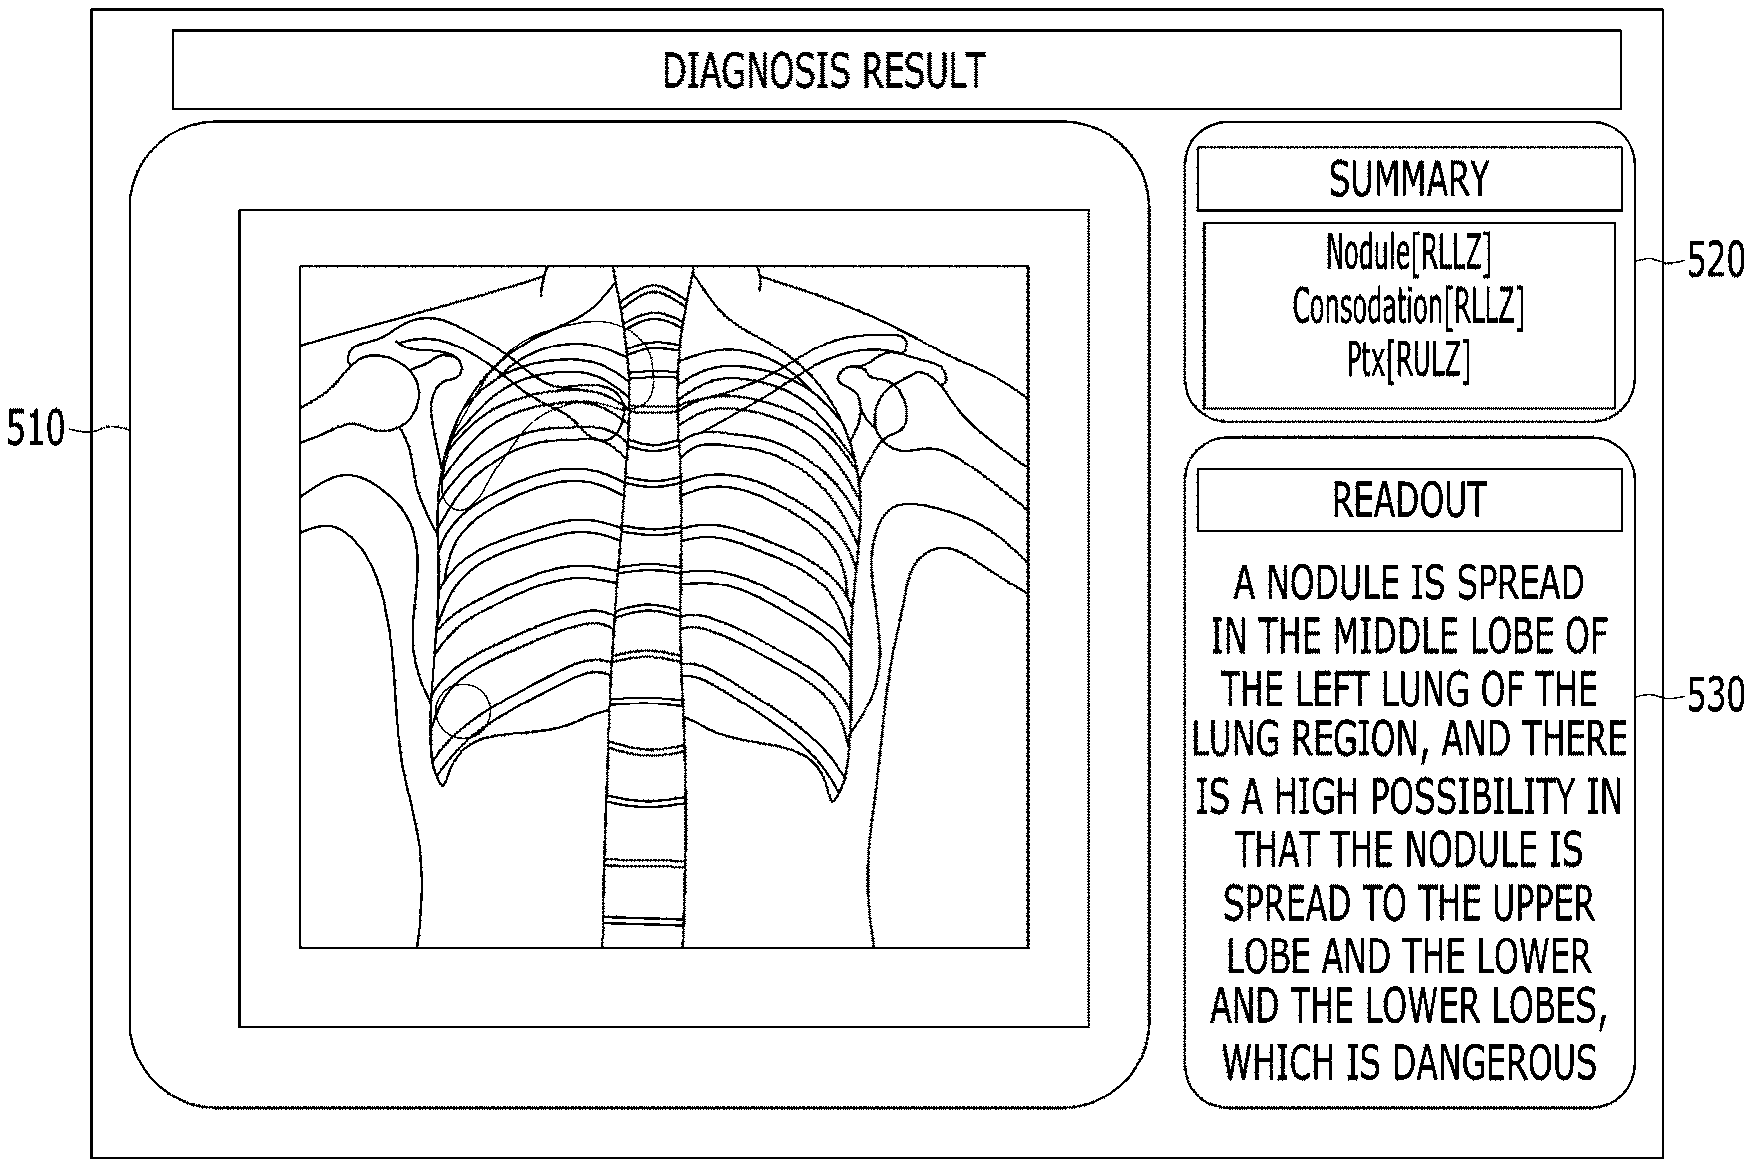 DIAGNOSIS RESULT
510
SUMMARY
Nodule[RLLZ]
Consodation[RLLZ]
Ptx[RULZ]
520
READOUT
A NODULE IS SPREAD
IN THE MIDDLE LOBE OF
THE LEFT LUNG OF THE
LUNG REGION, AND THERE
IS A HIGH POSSIBILITY IN
THAT THE NODULE IS
SPREAD TO THE UPPER
LOBE AND THE LOWER
AND THE LOWER LOBES,
WHICH IS DANGEROUS
530